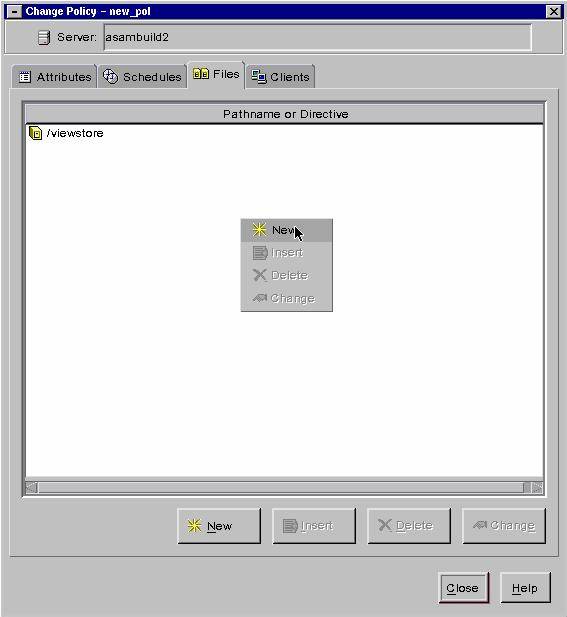 Change Policy – new_pol
Server: asambuild2
Attributes Schedules Files Clients
Pathname or Directive
/viewstore
New
Insert
Delete
Change
New Insert Delete Change
Close Help